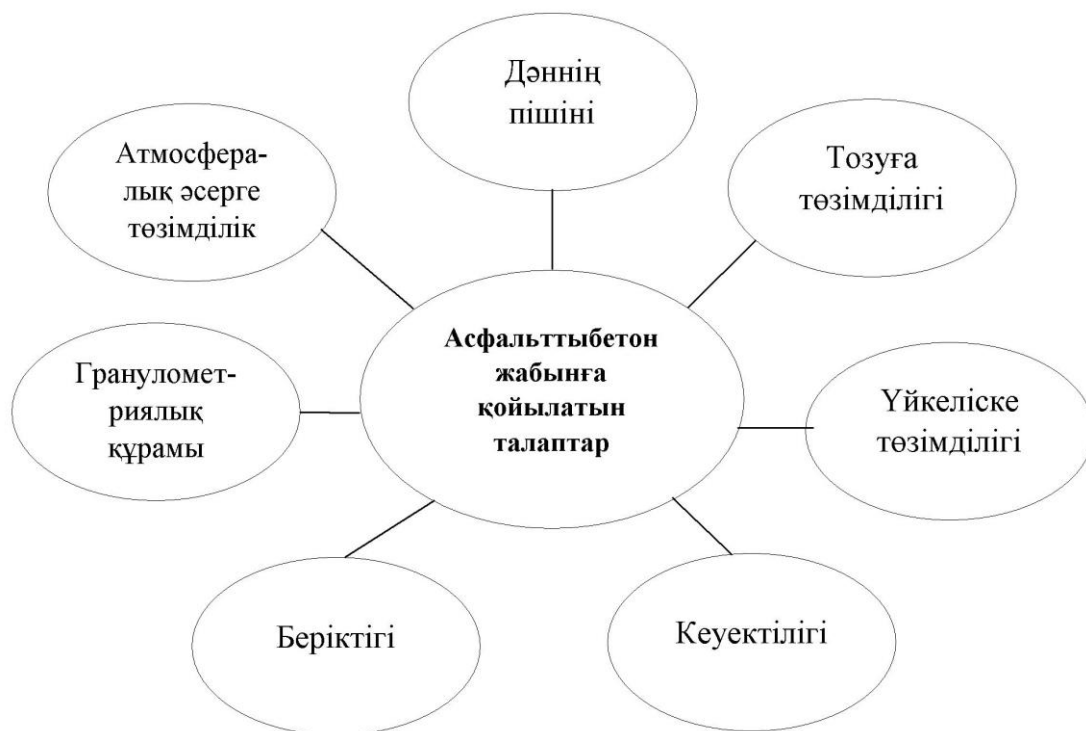 Дәннің
пішіні
Атмосфера-
лық әсерге
төзімділік
Тозуға
төзімділігі
Асфальттыбетон
жабынға
қойылатын
талаптар
Грануломет-
риялық
құрамы
Үйкеліске
төзімділігі
Беріктігі
Кеуектілігі